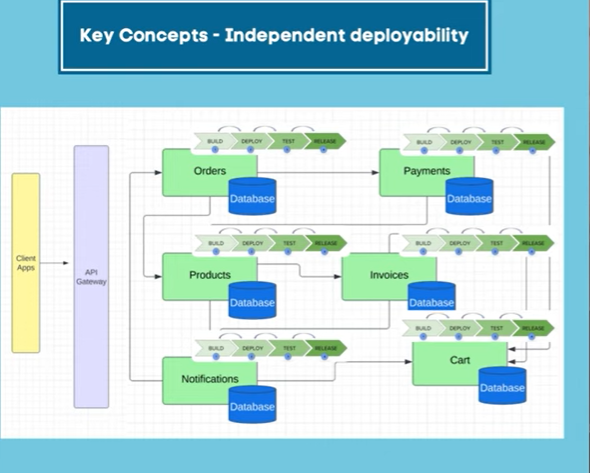 Key Concepts - Independent deployability
BUILD DEPLOY TEST RELEASE
BUILD DEPLOY TEST RELEASE
Orders
Payments
Database
Database
Client
Apps
API
Gateway
BUILD DEPLOY TEST RELEASE
BUILD DEPLOY TEST RELEASE
Products
Invoices
Database
Database
BUILD DEPLOY TEST RELEASE
BUILD DEPLOY TEST RELEASE
Notifications
Cart
Database
Database